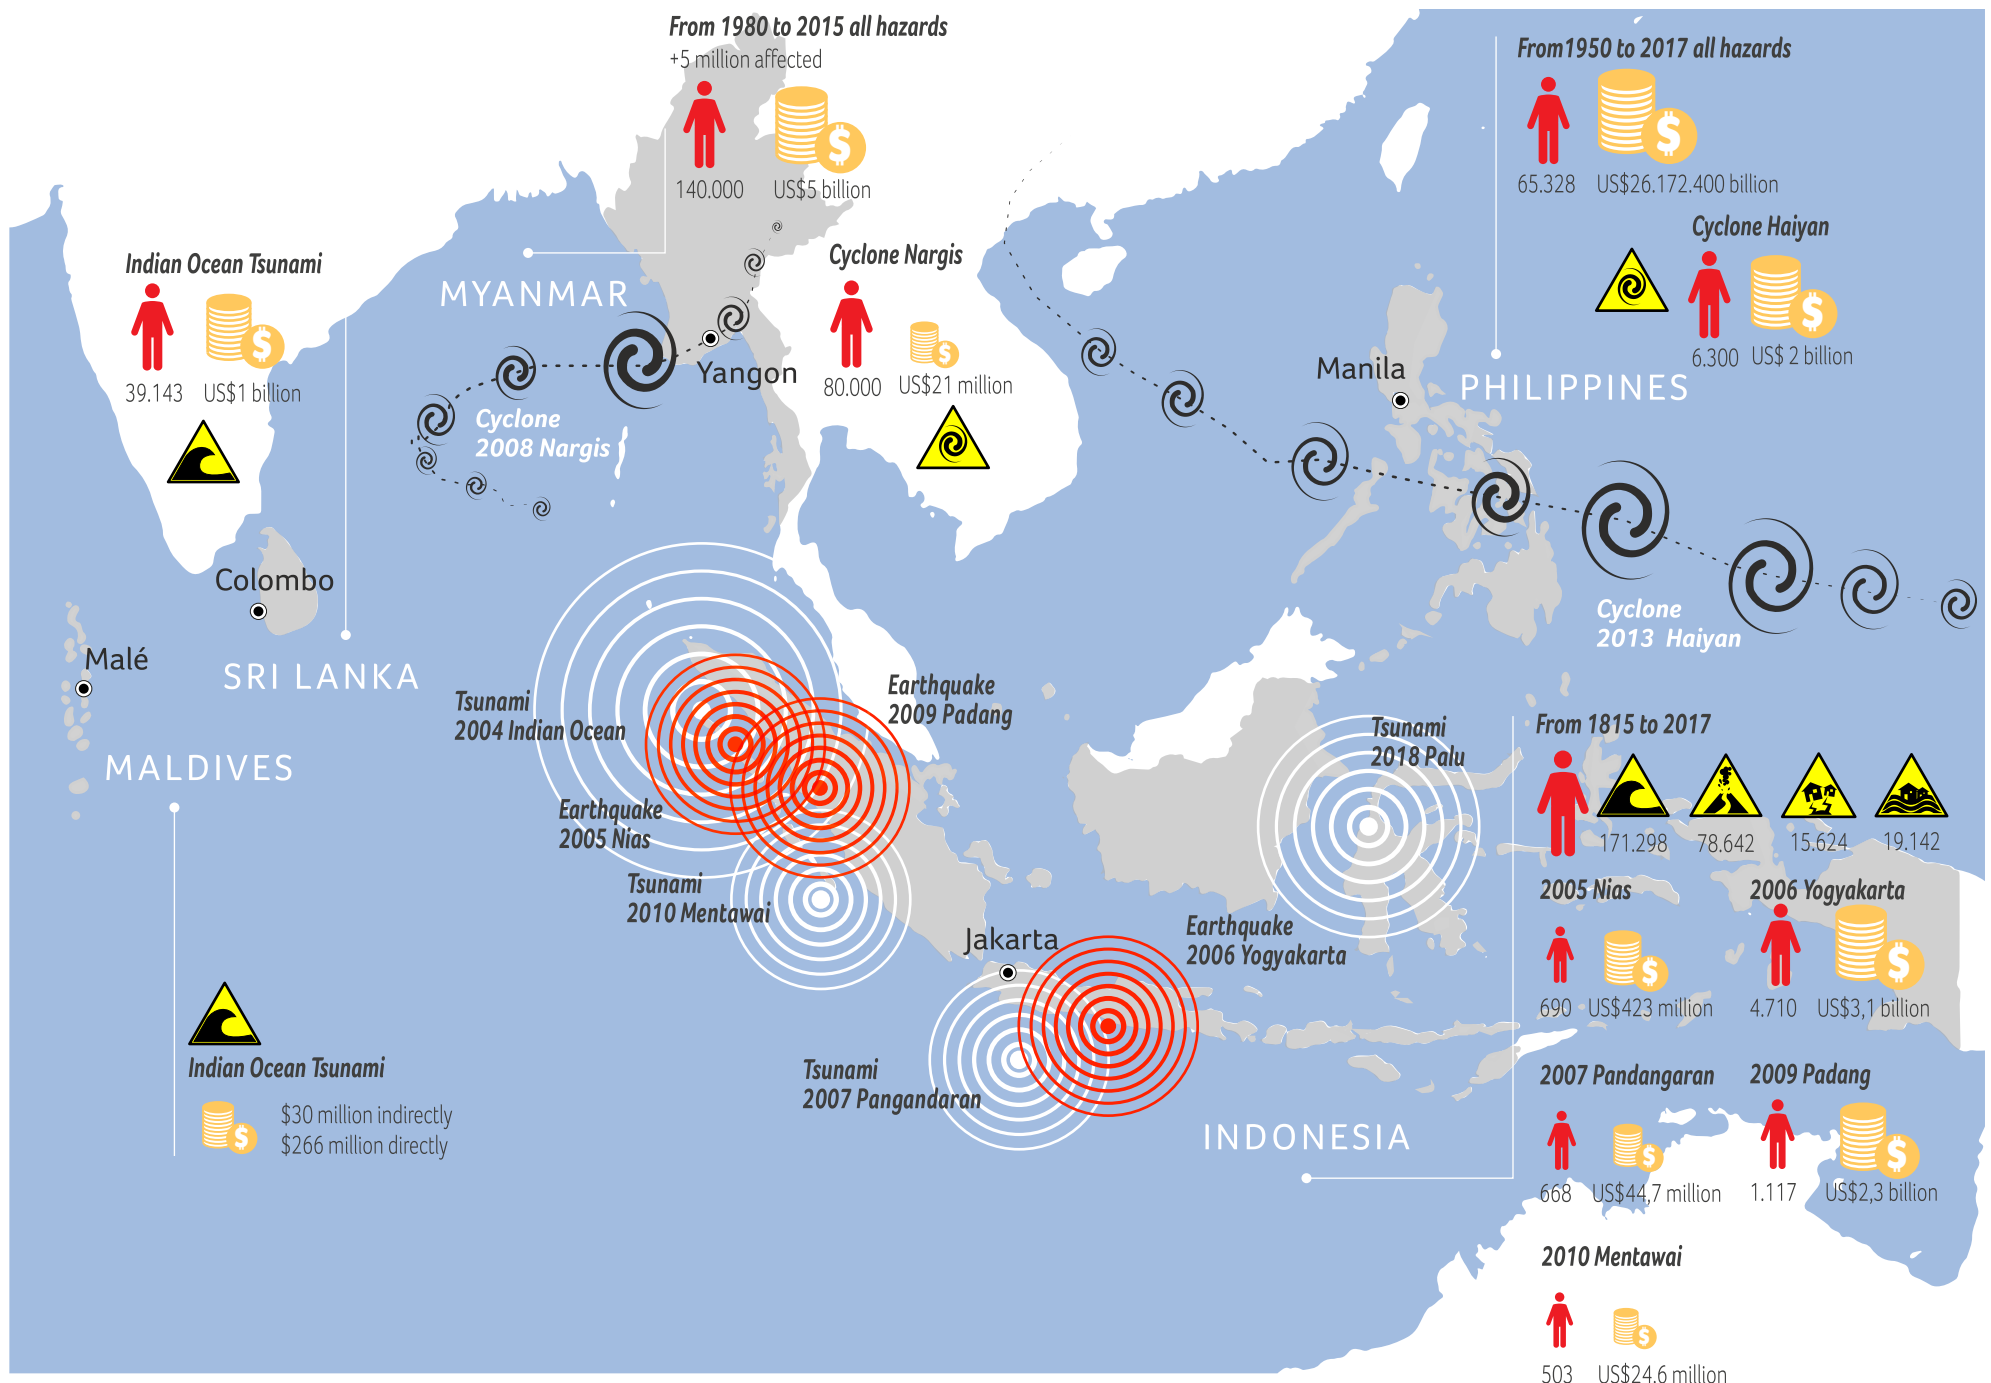 From 1980 to 2015 all hazards
+5 million affected
140.000
US$5 billion
From1950 to 2017 all hazards
65.328
US$26.172.400 billion
Cyclone Haiyan
6.300
US$ 2 billion
Indian Ocean Tsunami
39.143
US$1 billion
MYANMAR
Cyclone Nargis
80.000
US$21 million
Yangon
Cyclone
2008 Nargis
Manila
PHILIPPINES
Cyclone
2013 Haiyan
Colombo
SRI LANKA
Malé
MALDIVES
Tsunami
2004 Indian Ocean
Earthquake
2009 Padang
Earthquake
2005 Nias
Tsunami
2010 Mentawai
Tsunami
2018 Palu
Jakarta
Earthquake
2006 Yogyakarta
Tsunami
2007 Pangandaran
INDONESIA
Indian Ocean Tsunami
$30 million indirectly
$266 million directly
From 1815 to 2017
171.298
78.642
15.624
19.142
2005 Nias
690
US$423 million
2006 Yogyakarta
4.710
US$3,1 billion
2007 Pandangaran
668
US$44,7 million
2009 Padang
1.117
US$2,3 billion
2010 Mentawai
503
US$24.6 million